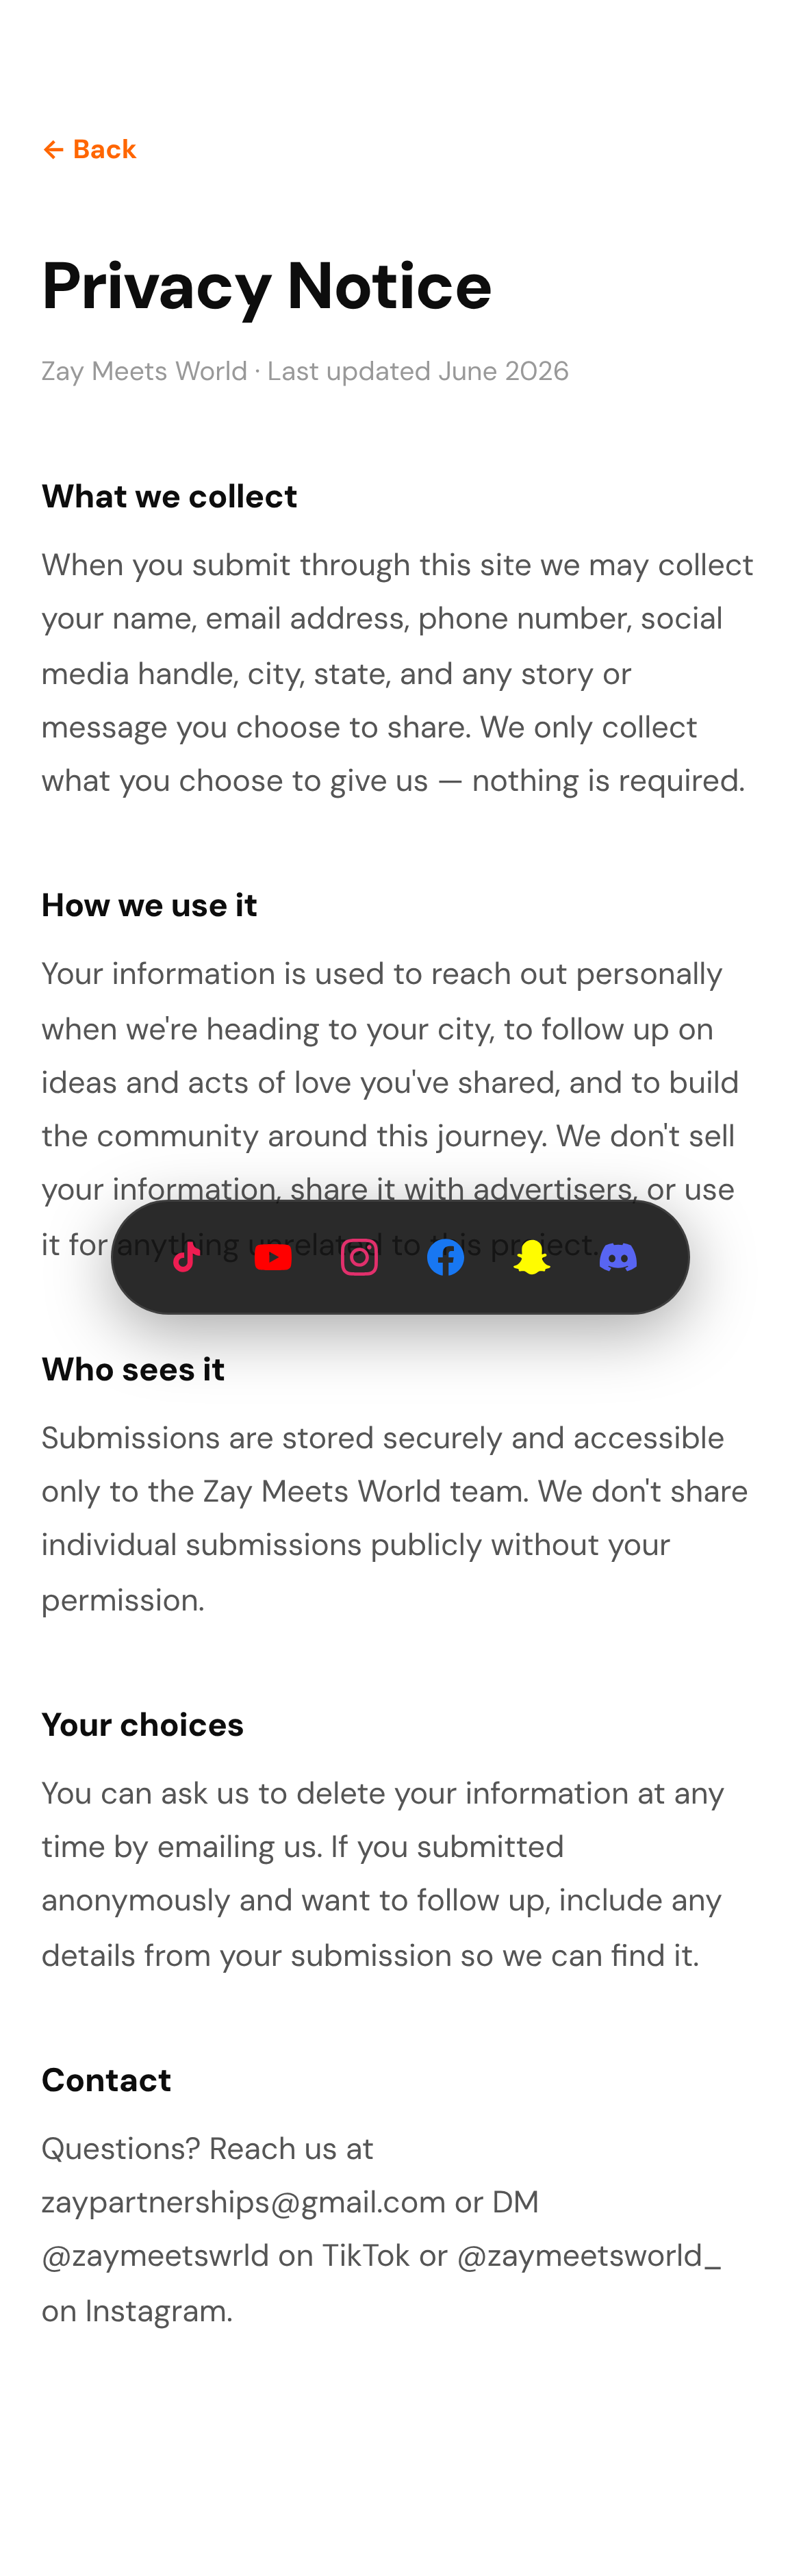 ← Back
Privacy Notice
Zay Meets World · Last updated June 2026
What we collect
When you submit through this site we may collect
your name, email address, phone number, social
media handle, city, state, and any story or
message you choose to share. We only collect
what you choose to give us — nothing is required.
How we use it
Your information is used to reach out personally
when we're heading to your city, to follow up on
ideas and acts of love you've shared, and to build
the community around this journey. We don't sell
your information, share it with advertisers, or use
it for anything unrelated to this project.
Who sees it
Submissions are stored securely and accessible
only to the Zay Meets World team. We don't share
individual submissions publicly without your
permission.
Your choices
You can ask us to delete your information at any
time by emailing us. If you submitted
anonymously and want to follow up, include any
details from your submission so we can find it.
Contact
Questions? Reach us at
zaypartnerships@gmail.com or DM
@zaymeetswrld on TikTok or @zaymeetsworld_
on Instagram.